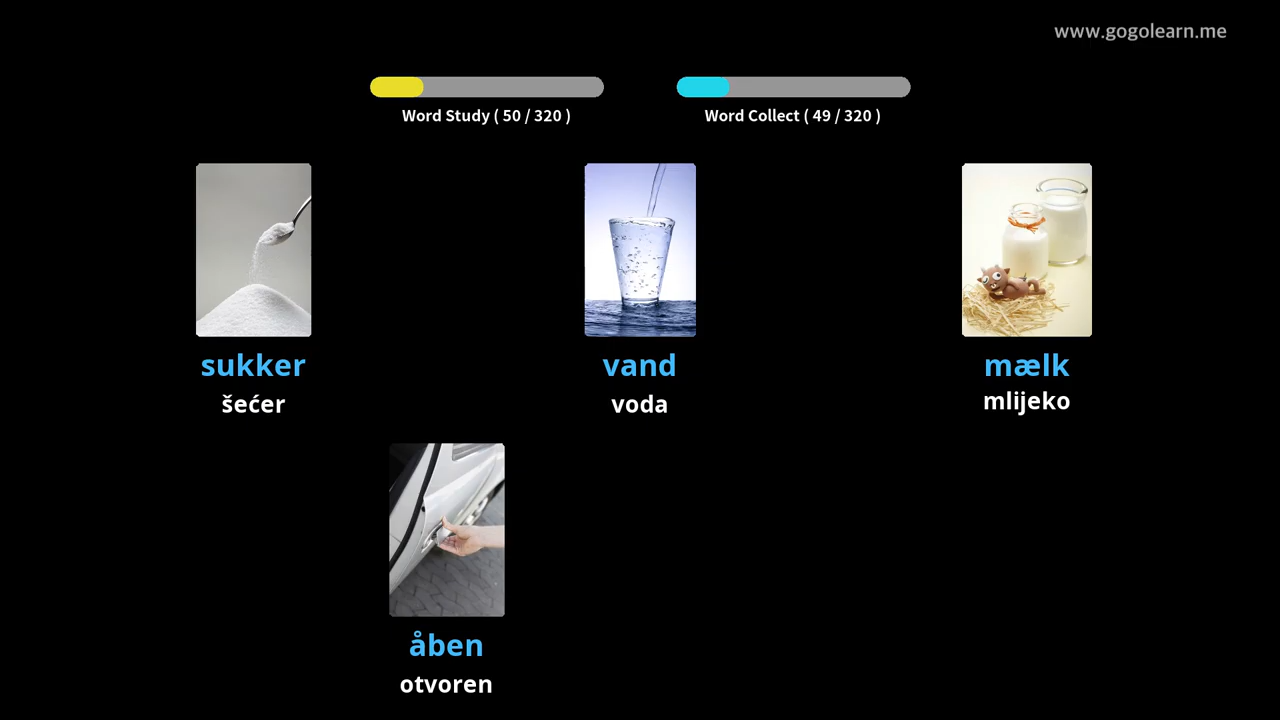 www.gogolearn.me
Word Study ( 50 / 320 )
Word Collect ( 49 / 320 )
sukker
šećer
vand
voda
mælk
mlijeko
åben
otvoren